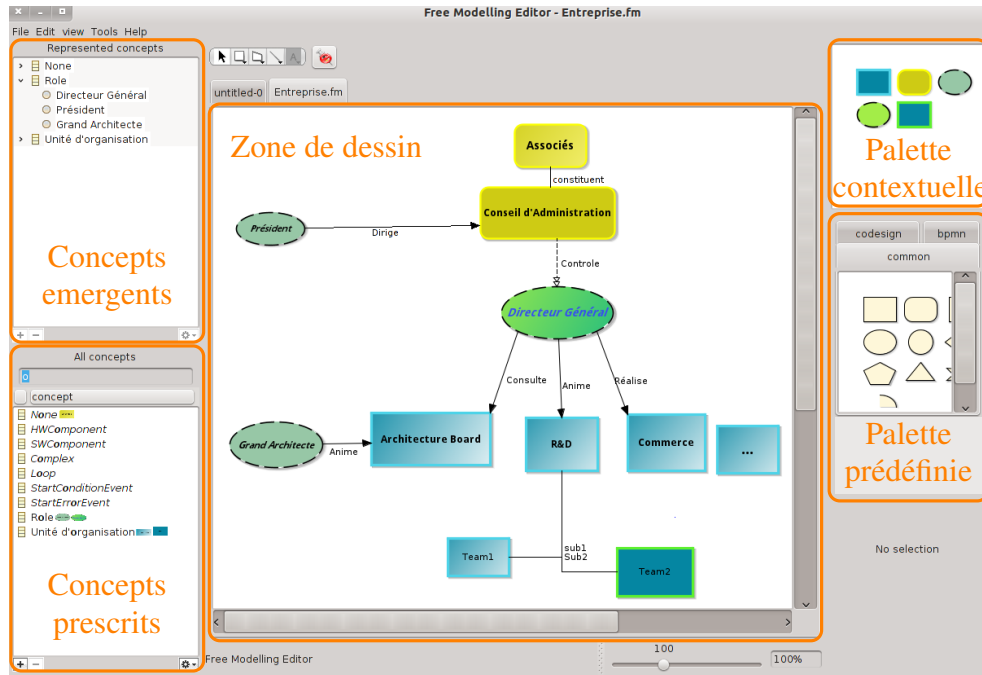 Free Modelling Editor - Entreprise.fm
File Edit view Tools Help
Represented concepts
None
Role
Directeur Général
Président
Grand Architecte
Unité d'organisation
Concepts
emergents
All concepts
o
concept
None
HWComponent
SWComponent
Complex
Loop
StartConditionEvent
StartErrorEvent
Role
Unité d'organisation
Concepts
prescrits
untitled-0 Entreprise.fm
Zone de dessin
Associés
constituent
Conseil d'Administration
Président
Dirige
Controle
Directeur Général
Consulte
Anime
Réalise
Grand Architecte
Anime
Architecture Board
R&D
Commerce
...
sub1
Sub2
Team1
Team2
Palette
contextuelle
codesign bpmn
common
Palette
prédéfinie
No selection
Free Modelling Editor
100
100%